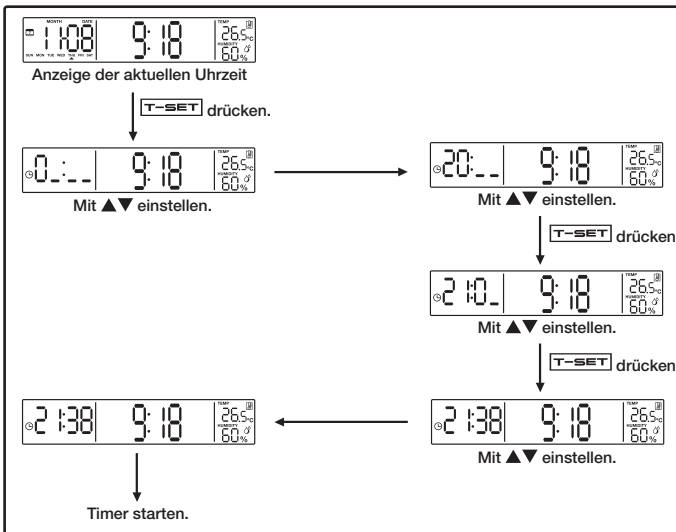 MONTH DATE
11:08 9:18 TEMP 26.5°C
SUN MON TUE WED THU FRI SAT HUMIDITY 60%
Anzeige der aktuellen Uhrzeit
T-SET drücken.
0_:_ _ 9:18 TEMP 26.5°C HUMIDITY 60%
Mit ▲▼ einstellen.
20:_ _ 9:18 TEMP 26.5°C HUMIDITY 60%
Mit ▲▼ einstellen.
T-SET drücken
21:0_ 9:18 TEMP 26.5°C HUMIDITY 60%
Mit ▲▼ einstellen.
T-SET drücken
21:38 9:18 TEMP 26.5°C HUMIDITY 60%
Mit ▲▼ einstellen.
21:38 9:18 TEMP 26.5°C HUMIDITY 60%
Timer starten.